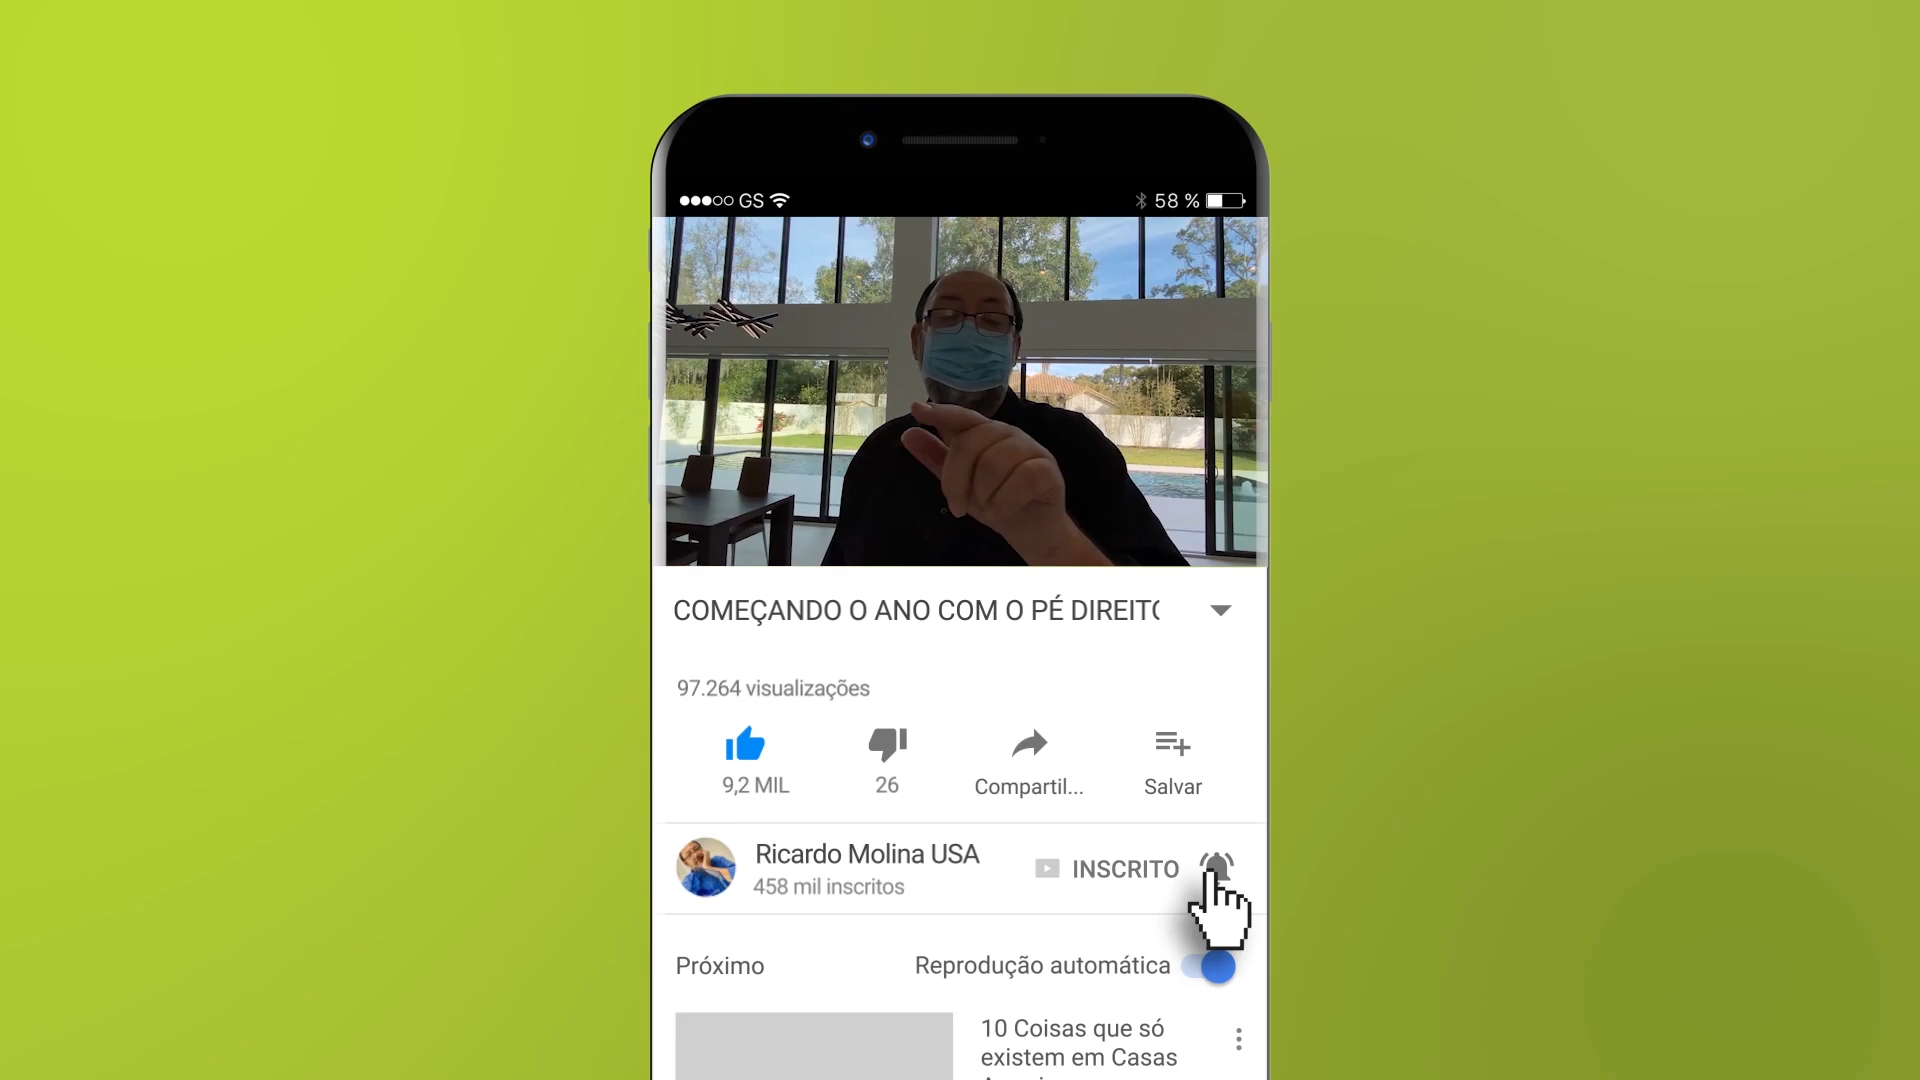 GS
58 %
COMEÇANDO O ANO COM O PÉ DIREITO
97.264 visualizações
9,2 MIL
26
Compartil...
Salvar
Ricardo Molina USA
458 mil inscritos
INSCRITO
Próximo
Reprodução automática
10 Coisas que só
existem em Casas